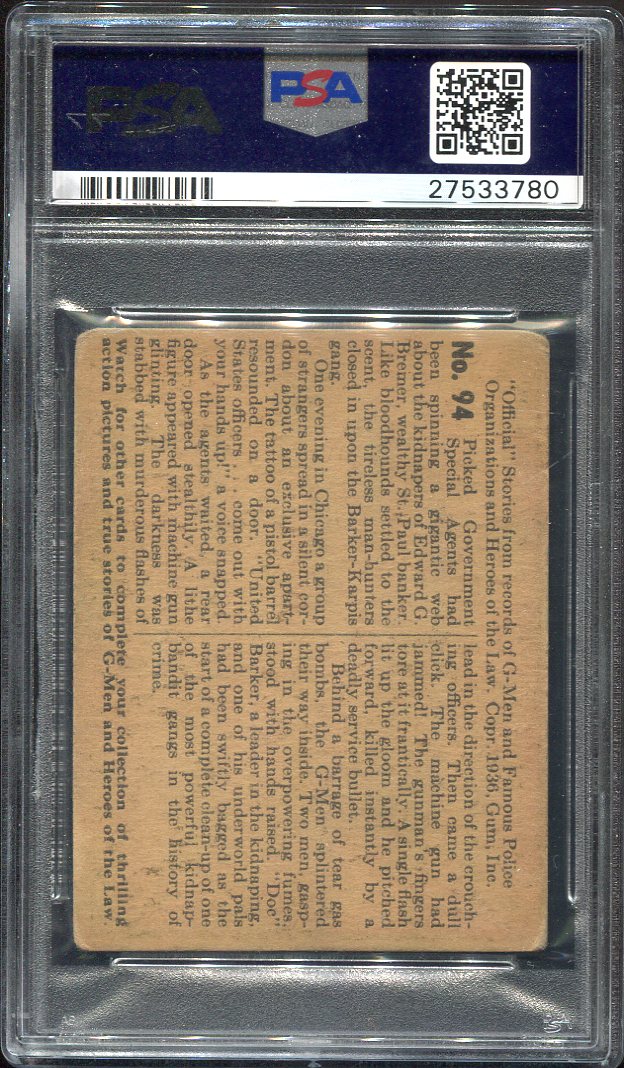 PSA
PSA
27533780
"Official" Stories from records of G-Men and Famous Police
Organizations and Heroes of the Law. Copr. 1936, Gum, Inc.
No. 94 Picked Government
Special Agents had
been spinning a gigantic web
about the kidnapers of Edward G.
Bremer, wealthy St. Paul banker.
Like bloodhounds settled to the
scent, the tireless man-hunters
closed in upon the Barker-Karpis
gang.
One evening in Chicago a group
of strangers spread in a silent cor-
don about an exclusive apart-
ment. The tattoo of a pistol barrel
resounded on a door. "United
States officers . . . come out with
your hands up!" a voice snapped
As the agents waited, a rear
door opened stealthily. A lithe
figure appeared with machine gun
glinting. The darkness was
stabbed with murderous flashes of
lead in the direction of the crouch-
ing officers. Then came a dull
click. The machine gun had
jammed! The gunman's fingers
tore at it frantically. A single flash
lit up the gloom and he pitched
forward, killed instantly by a
deadly service bullet.
Behind a barrage of tear gas
bombs, the G-Men splintered
their way inside. Two men, gasp-
ing in the overpowering fumes,
stood with hands raised. "Doc"
Barker, a leader in the kidnaping,
and one of his underworld pals
had been swiftly bagged as the
start of a complete clean-up of one
of the most powerful kidnap-
bandit gangs in the history of
crime.
Watch for other cards to complete your collection of thrilling
action pictures and true stories of G-Men and Heroes of the Law.